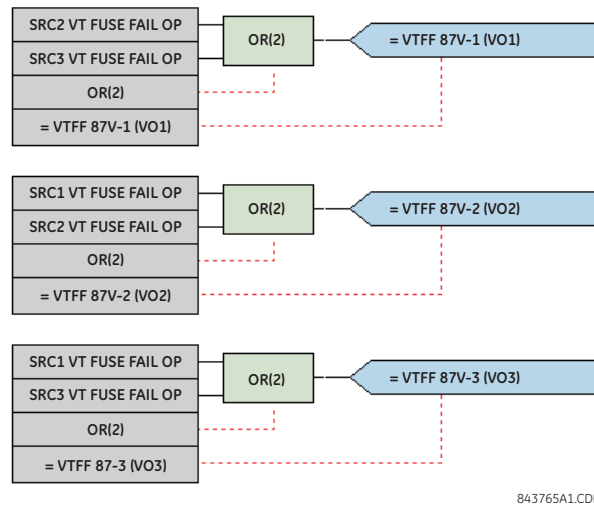 SRC2 VT FUSE FAIL OP
SRC3 VT FUSE FAIL OP
OR(2)
= VTFF 87V-1 (VO1)
OR(2)
= VTFF 87V-1 (VO1)
SRC1 VT FUSE FAIL OP
SRC2 VT FUSE FAIL OP
OR(2)
= VTFF 87V-2 (VO2)
OR(2)
= VTFF 87V-2 (VO2)
SRC1 VT FUSE FAIL OP
SRC3 VT FUSE FAIL OP
OR(2)
= VTFF 87-3 (VO3)
OR(2)
= VTFF 87V-3 (VO3)